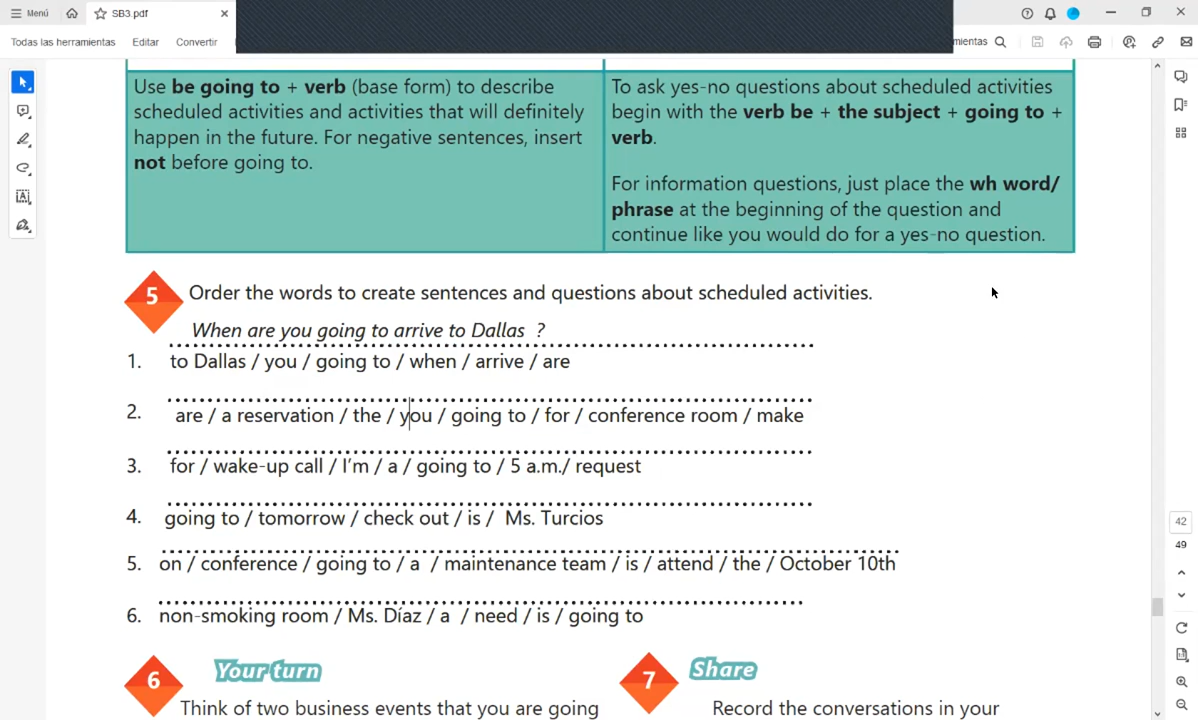 Menú
SB3.pdf
Todas las herramientas
Editar
Convertir
mientas
Use be going to + verb (base form) to describe
scheduled activities and activities that will definitely
happen in the future. For negative sentences, insert
not before going to.
To ask yes-no questions about scheduled activities
begin with the verb be + the subject + going to +
verb.
For information questions, just place the wh word/
phrase at the beginning of the question and
continue like you would do for a yes-no question.
5 Order the words to create sentences and questions about scheduled activities.
When are you going to arrive to Dallas ?
1. to Dallas / you / going to / when / arrive / are
2. are / a reservation / the / you / going to / for / conference room / make
3. for / wake-up call / I'm / a / going to / 5 a.m./ request
4. going to / tomorrow / check out / is / Ms. Turcios
5. on / conference / going to / a / maintenance team / is / attend / the / October 10th
6. non-smoking room / Ms. Díaz / a / need / is / going to
6 Your turn
Think of two business events that you are going
7 Share
Record the conversations in your
42
49